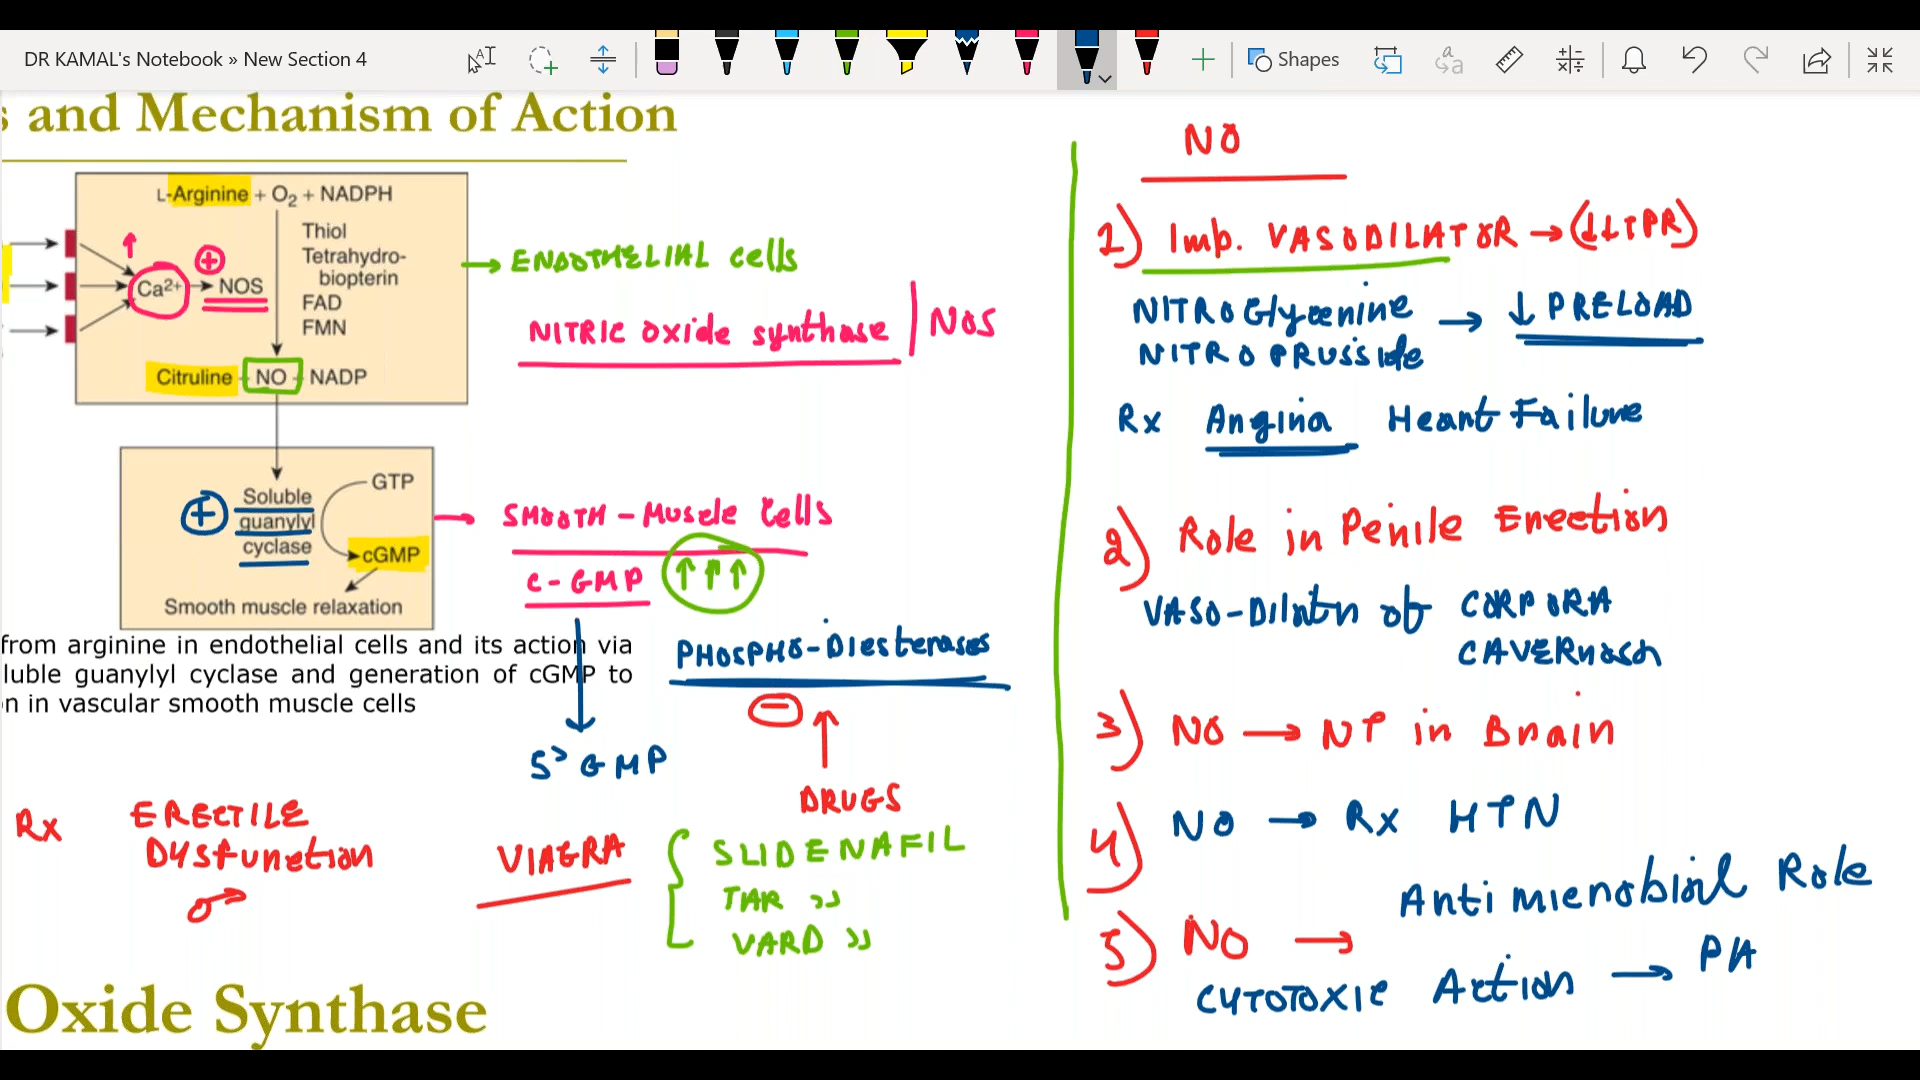 DR KAMAL's Notebook » New Section 4
Shapes
s and Mechanism of Action
L-Arginine + O₂ + NADPH
Thiol
Tetrahydro-
biopterin
FAD
FMN
Ca²⁺
NOS
Citruline + NO + NADP
ENDOTHELIAL cells
NITRIC Oxide synthase
NOS
GTP
Soluble
guanylyl
cyclase
cGMP
Smooth muscle relaxation
SMOOTH - Muscle Cells
C-GMP ↑↑↑
from arginine in endothelial cells and its action via
luble guanylyl cyclase and generation of cGMP to
n in vascular smooth muscle cells
PHOSPHO-Diesterases
5' GMP
DRUGS
Rx ERECTILE
DYSfunction
VIAGRA
SLIDENAFIL
TAR ,,
VARD ,,
Oxide Synthase
NO
1) Imp. VASODILATOR → (↓↓TPR)
NITROGlycerine
NITROPRUSSide
→ ↓ PRELOAD
Rx Angina Heart Failure
2) Role in Penile Erection
VASO-Dilatn of CORPORA
CAVERNOSA
3) NO → NT in Brain
4) NO → Rx HTN
5) NO → Antimicrobial Role
CYTOTOXIC Action → PH